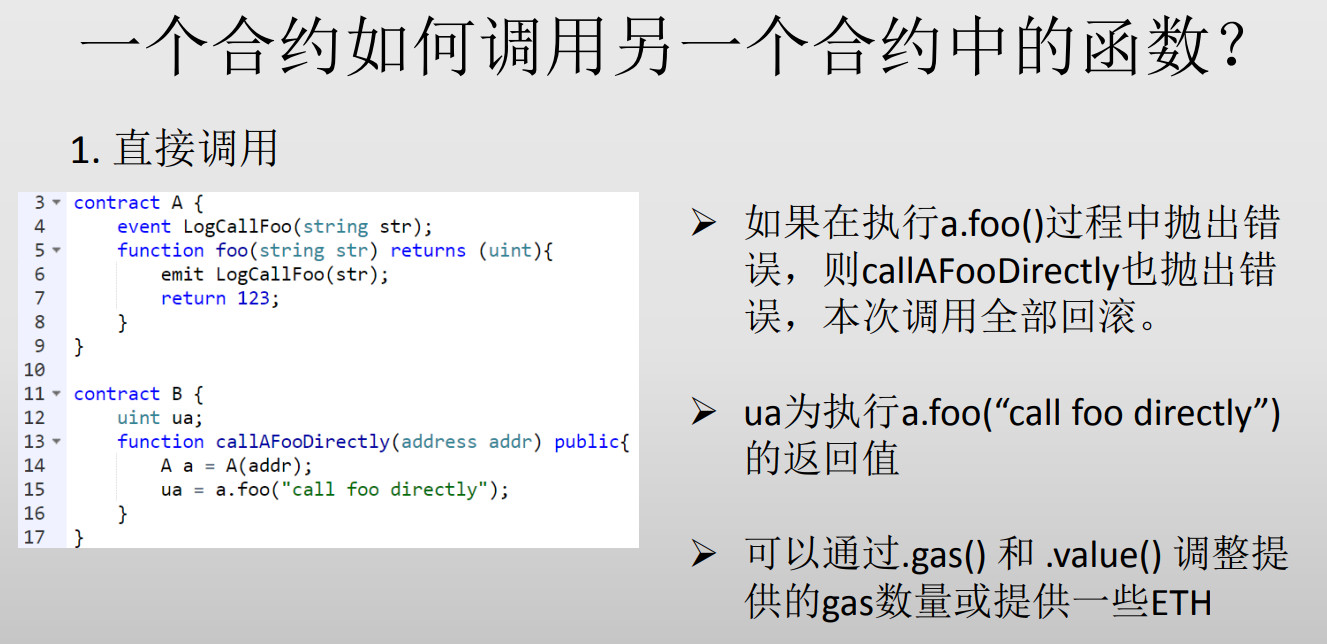 一个合约如何调用另一个合约中的函数？
1. 直接调用
3 contract A {
4 event LogCallFoo(string str);
5 function foo(string str) returns (uint){
6 emit LogCallFoo(str);
7 return 123;
8 }
9 }
10
11 contract B {
12 uint ua;
13 function callAFooDirectly(address addr) public{
14 A a = A(addr);
15 ua = a.foo("call foo directly");
16 }
17 }
➢ 如果在执行a.foo()过程中抛出错
误，则callAFooDirectly也抛出错
误，本次调用全部回滚。
➢ ua为执行a.foo(“call foo directly”)
的返回值
➢ 可以通过.gas() 和 .value() 调整提
供的gas数量或提供一些ETH